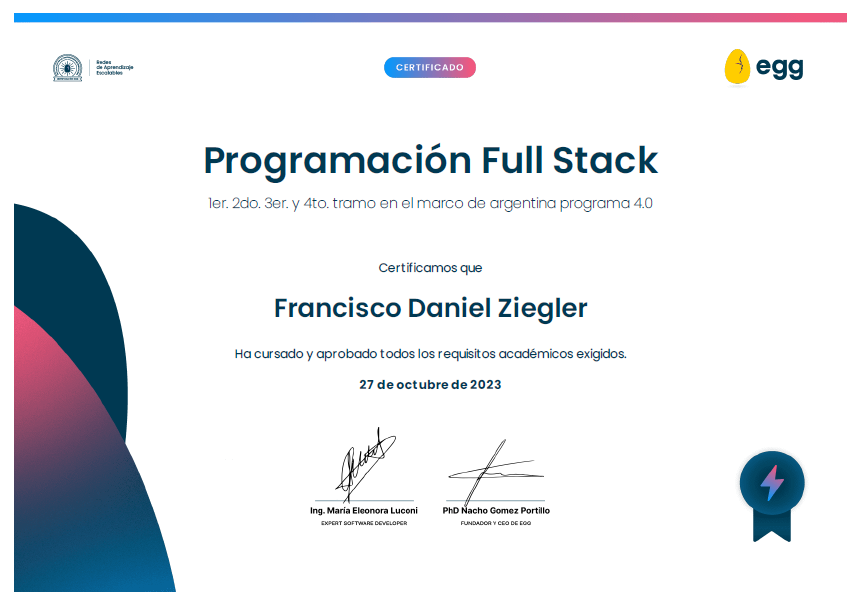 Redes
de Aprendizaje
Escalables
CERTIFICADO
egg
Programación Full Stack
1er. 2do. 3er. y 4to. tramo en el marco de argentina programa 4.0
Certificamos que
Francisco Daniel Ziegler
Ha cursado y aprobado todos los requisitos académicos exigidos.
27 de octubre de 2023
Ing. María Eleonora Luconi
EXPERT SOFTWARE DEVELOPER
PhD Nacho Gomez Portillo
FUNDADOR Y CEO DE EGG